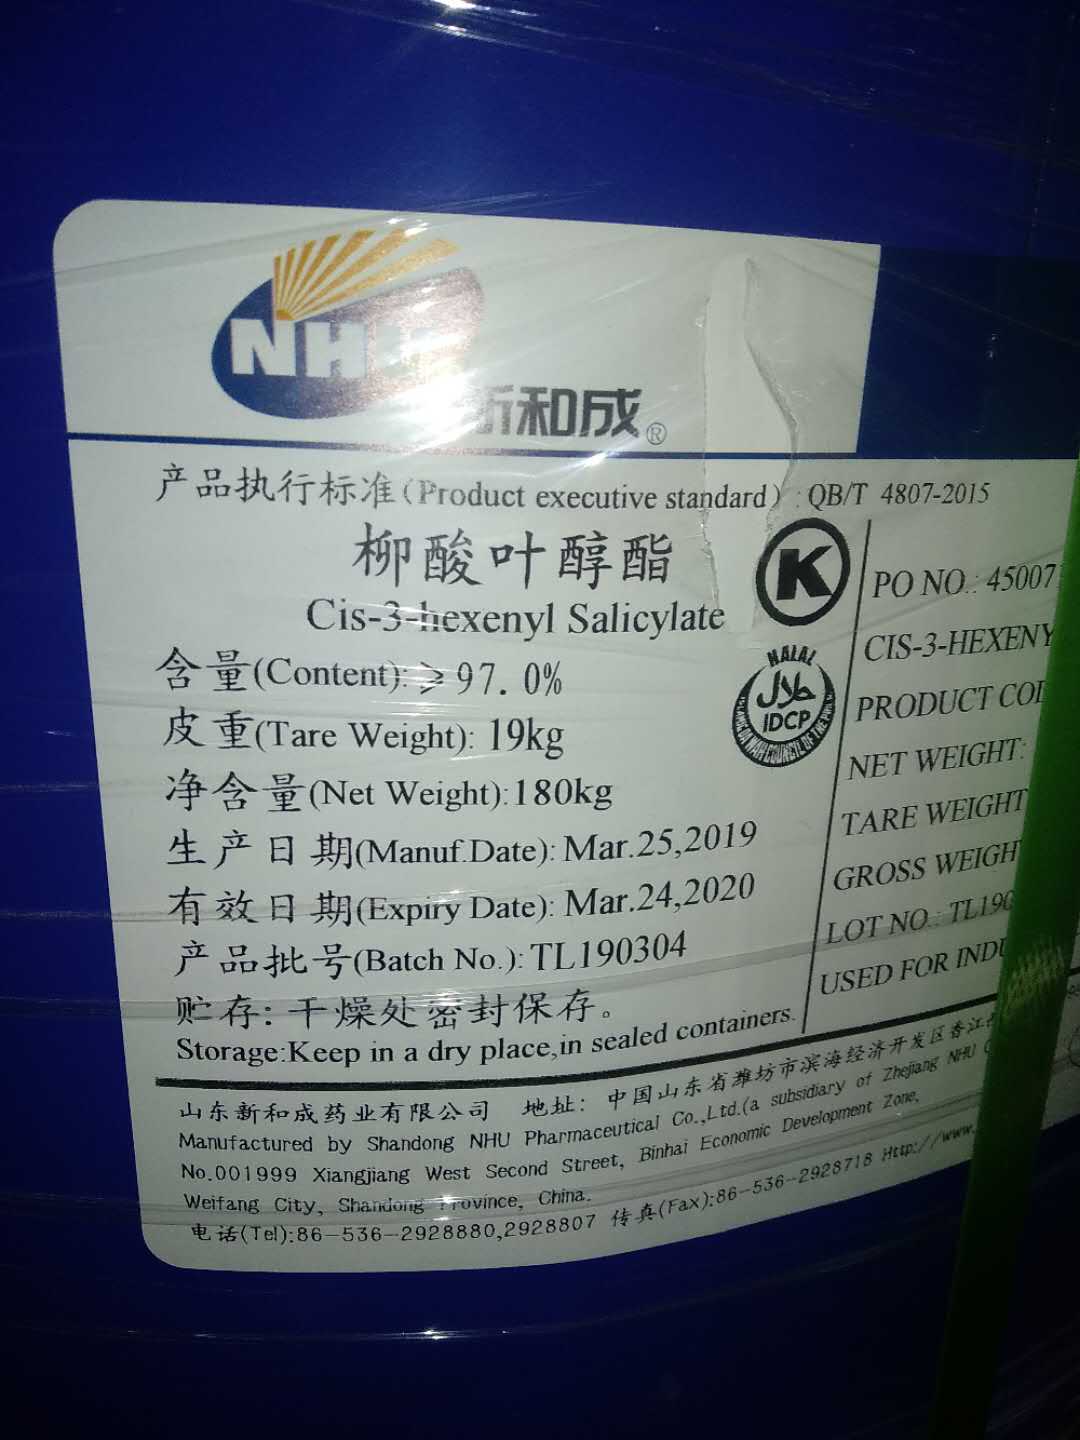 NHU
新和成®
产品执行标准(Product executive standard): QB/T 4807-2015
柳酸叶醇酯
Cis-3-hexenyl Salicylate
含量(Content): ⩾97.0%
皮重(Tare Weight): 19kg
净含量(Net Weight):180kg
生产日期(Manuf.Date): Mar.25,2019
有效日期(Expiry Date): Mar.24,2020
产品批号(Batch No.): TL190304
贮存: 干燥处密封保存。
Storage:Keep in a dry place,in sealed containers.
K
HALAL
حلال
IDCP
PO NO.: 45007
CIS-3-HEXENY
PRODUCT COD
NET WEIGHT:
TARE WEIGHT
GROSS WEIGH
LOT NO.: TL190
USED FOR INDU
山东新和成药业有限公司 地址: 中国山东省潍坊市滨海经济开发区香江
Manufactured by Shandong NHU Pharmaceutical Co.,Ltd.(a subsidiary of Zhejiang NHU
No.001999 Xiangjiang West Second Street, Binhai Economic Development Zone,
Weifang City, Shandong Province, China.
电话(Tel):86-536-2928880,2928807 传真(Fax):86-536-2928718 Http://www.